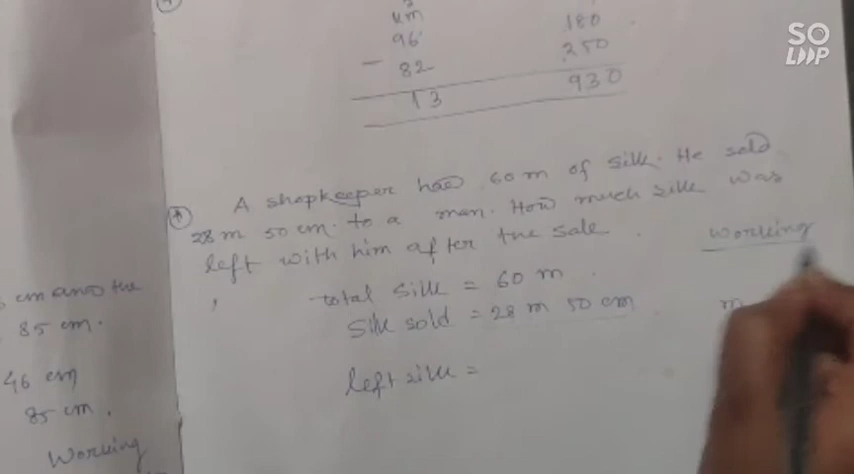 SO
LOOP
km
96 180
- 82 250
13 930
A shopkeeper has 60 m of silk. He sold
28 m 50 cm. to a man. How much silk was
left with him after the sale.
working
total silk = 60 m
Silk sold = 28 m 50 cm
m
left silk =
cm and the
85 cm.
46 cm
85 cm.
Working